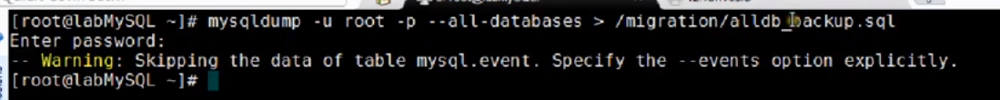 [root@labMySQL ~]# mysqldump -u root -p --all-databases > /migration/alldb_backup.sql
Enter password:
-- Warning: Skipping the data of table mysql.event. Specify the --events option explicitly.
[root@labMySQL ~]#